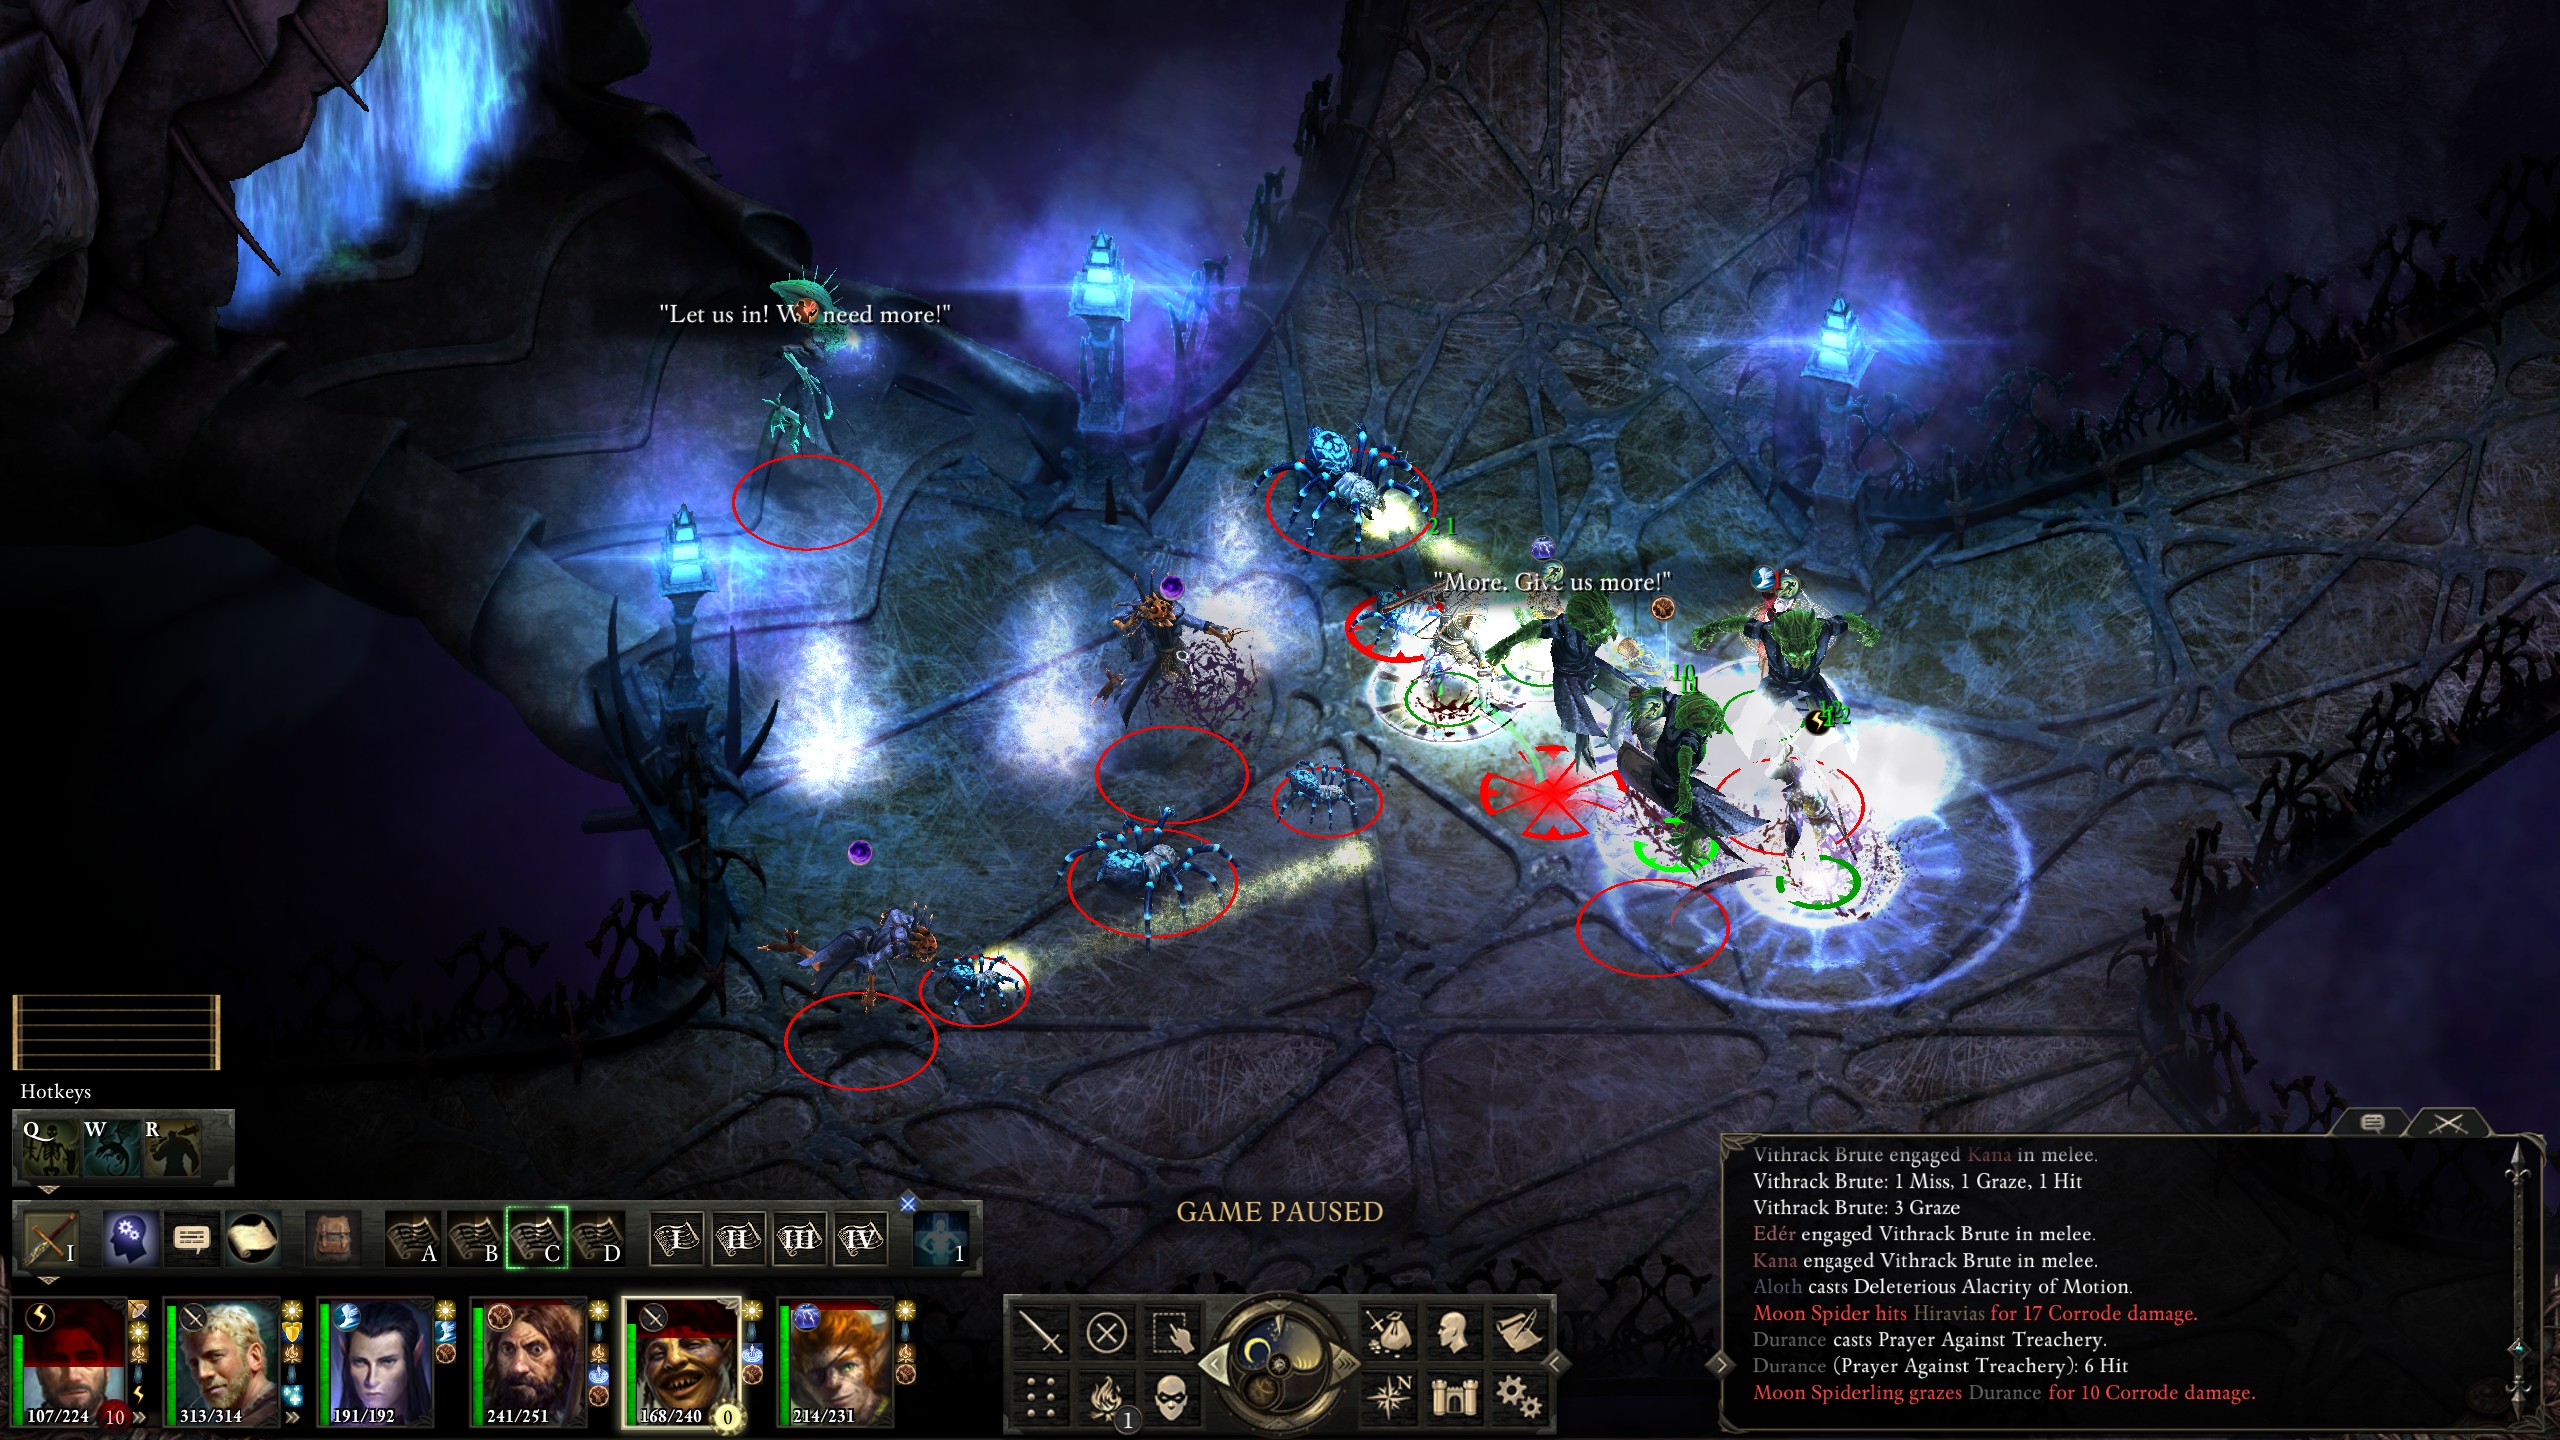 "Let us in! We need more!"
21
"More. Give us more!"
10
11
Hotkeys
Q W R
I A B C D I II III IV 1
GAME PAUSED
107/224 10 313/314 191/192 241/251 168/240 0 214/231
1
N
Vithrack Brute engaged Kana in melee.
Vithrack Brute: 1 Miss, 1 Graze, 1 Hit
Vithrack Brute: 3 Graze
Edér engaged Vithrack Brute in melee.
Kana engaged Vithrack Brute in melee.
Aloth casts Deleterious Alacrity of Motion.
Moon Spider hits Hiravias for 17 Corrode damage.
Durance casts Prayer Against Treachery.
Durance (Prayer Against Treachery): 6 Hit
Moon Spiderling grazes Durance for 10 Corrode damage.